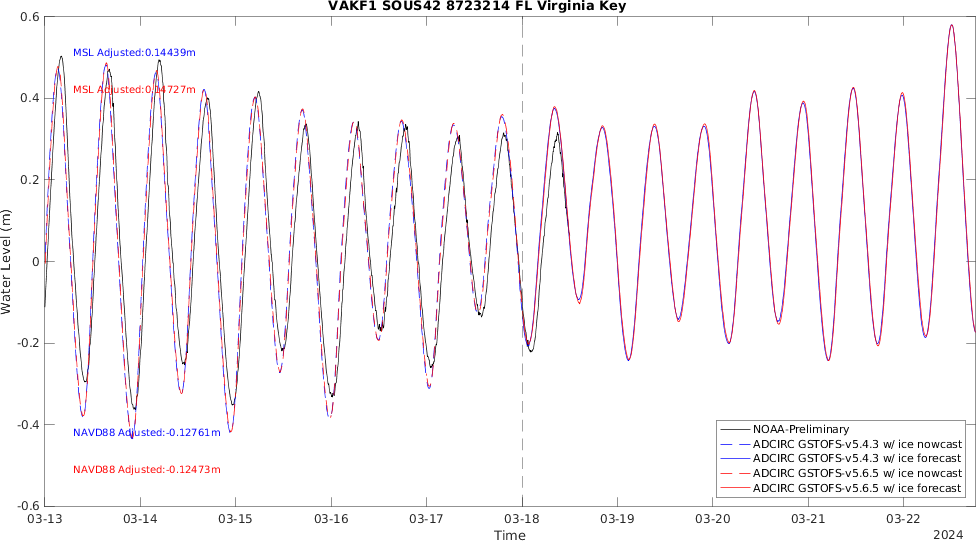 VAKF1 SOUS42 8723214 FL Virginia Key
0.6
0.4
0.2
0
-0.2
-0.4
-0.6
Water Level (m)
MSL Adjusted:0.14439m
MSL Adjusted:0.14727m
NAVD88 Adjusted:-0.12761m
NAVD88 Adjusted:-0.12473m
NOAA-Preliminary
ADCIRC GSTOFS-v5.4.3 w/ ice nowcast
ADCIRC GSTOFS-v5.4.3 w/ ice forecast
ADCIRC GSTOFS-v5.6.5 w/ ice nowcast
ADCIRC GSTOFS-v5.6.5 w/ ice forecast
03-13 03-14 03-15 03-16 03-17 03-18 03-19 03-20 03-21 03-22
Time
2024